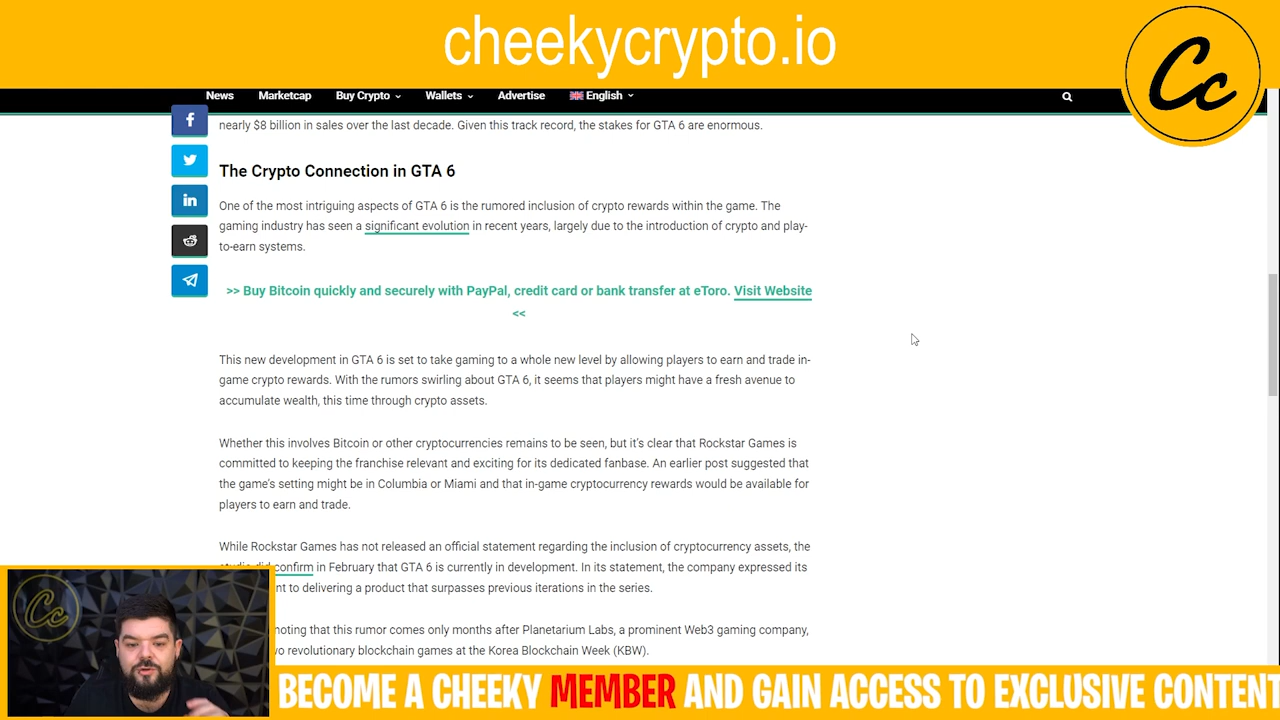 cheekycrypto.io
Cc
News Marketcap Buy Crypto Wallets Advertise English
nearly $8 billion in sales over the last decade. Given this track record, the stakes for GTA 6 are enormous.
The Crypto Connection in GTA 6
One of the most intriguing aspects of GTA 6 is the rumored inclusion of crypto rewards within the game. The
gaming industry has seen a significant evolution in recent years, largely due to the introduction of crypto and play-
to-earn systems.
>> Buy Bitcoin quickly and securely with PayPal, credit card or bank transfer at eToro. Visit Website
<<
This new development in GTA 6 is set to take gaming to a whole new level by allowing players to earn and trade in-
game crypto rewards. With the rumors swirling about GTA 6, it seems that players might have a fresh avenue to
accumulate wealth, this time through crypto assets.
Whether this involves Bitcoin or other cryptocurrencies remains to be seen, but it's clear that Rockstar Games is
committed to keeping the franchise relevant and exciting for its dedicated fanbase. An earlier post suggested that
the game's setting might be in Columbia or Miami and that in-game cryptocurrency rewards would be available for
players to earn and trade.
While Rockstar Games has not released an official statement regarding the inclusion of cryptocurrency assets, the
studio did confirm in February that GTA 6 is currently in development. In its statement, the company expressed its
nt to delivering a product that surpasses previous iterations in the series.
noting that this rumor comes only months after Planetarium Labs, a prominent Web3 gaming company,
vo revolutionary blockchain games at the Korea Blockchain Week (KBW).
Cc
BECOME A CHEEKY MEMBER AND GAIN ACCESS TO EXCLUSIVE CONTENT